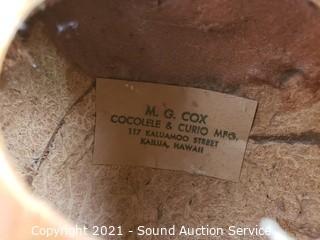 M. G. COX
COCOLELE & CURIO MFG.
117 KALUAMOO STREET
KAILUA, HAWAII
Copyright 2021 - Sound Auction Service